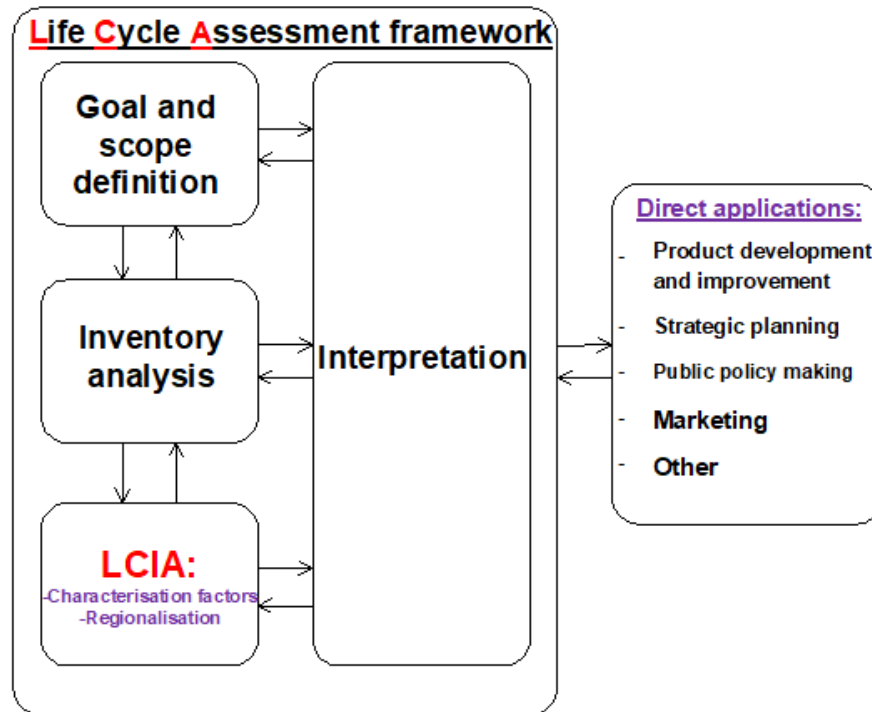 Life Cycle Assessment framework
Goal and
scope
definition
Inventory
analysis
LCIA:
-Characterisation factors
-Regionalisation
Interpretation
Direct applications:
- Product development
and improvement
- Strategic planning
- Public policy making
- Marketing
- Other